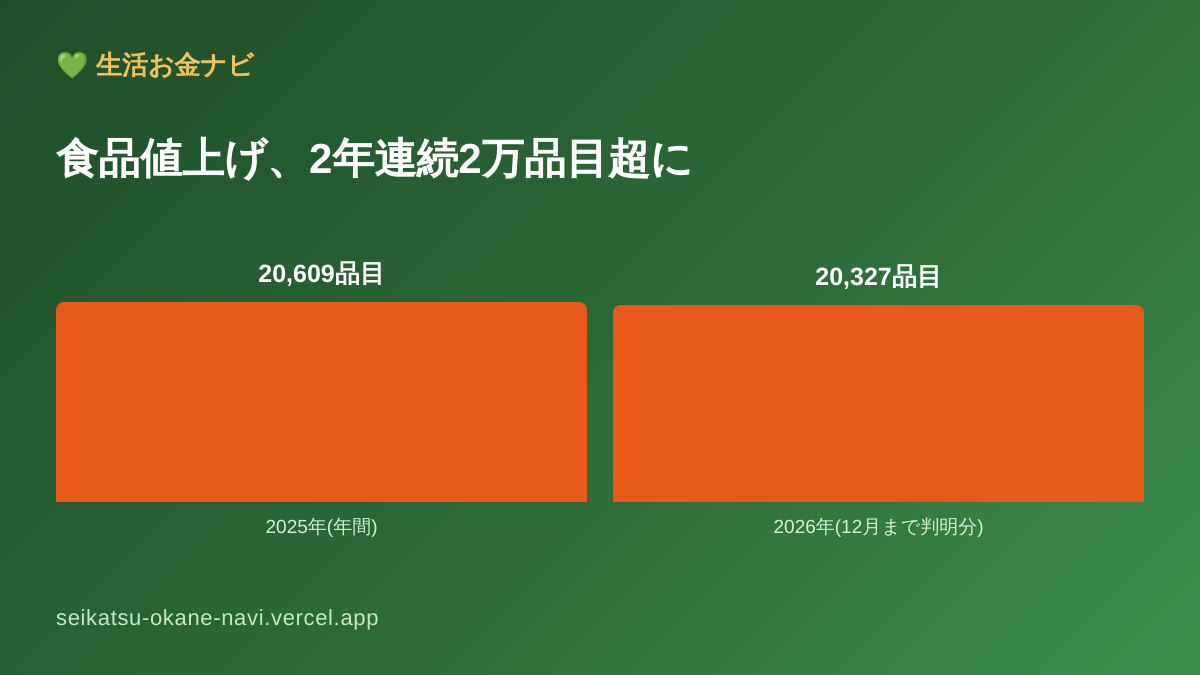 💚 生活お金ナビ
食品値上げ、2年連続2万品目超に
20,609品目
20,327品目
2025年(年間)
2026年(12月まで判明分)
seikatsu-okane-navi.vercel.app